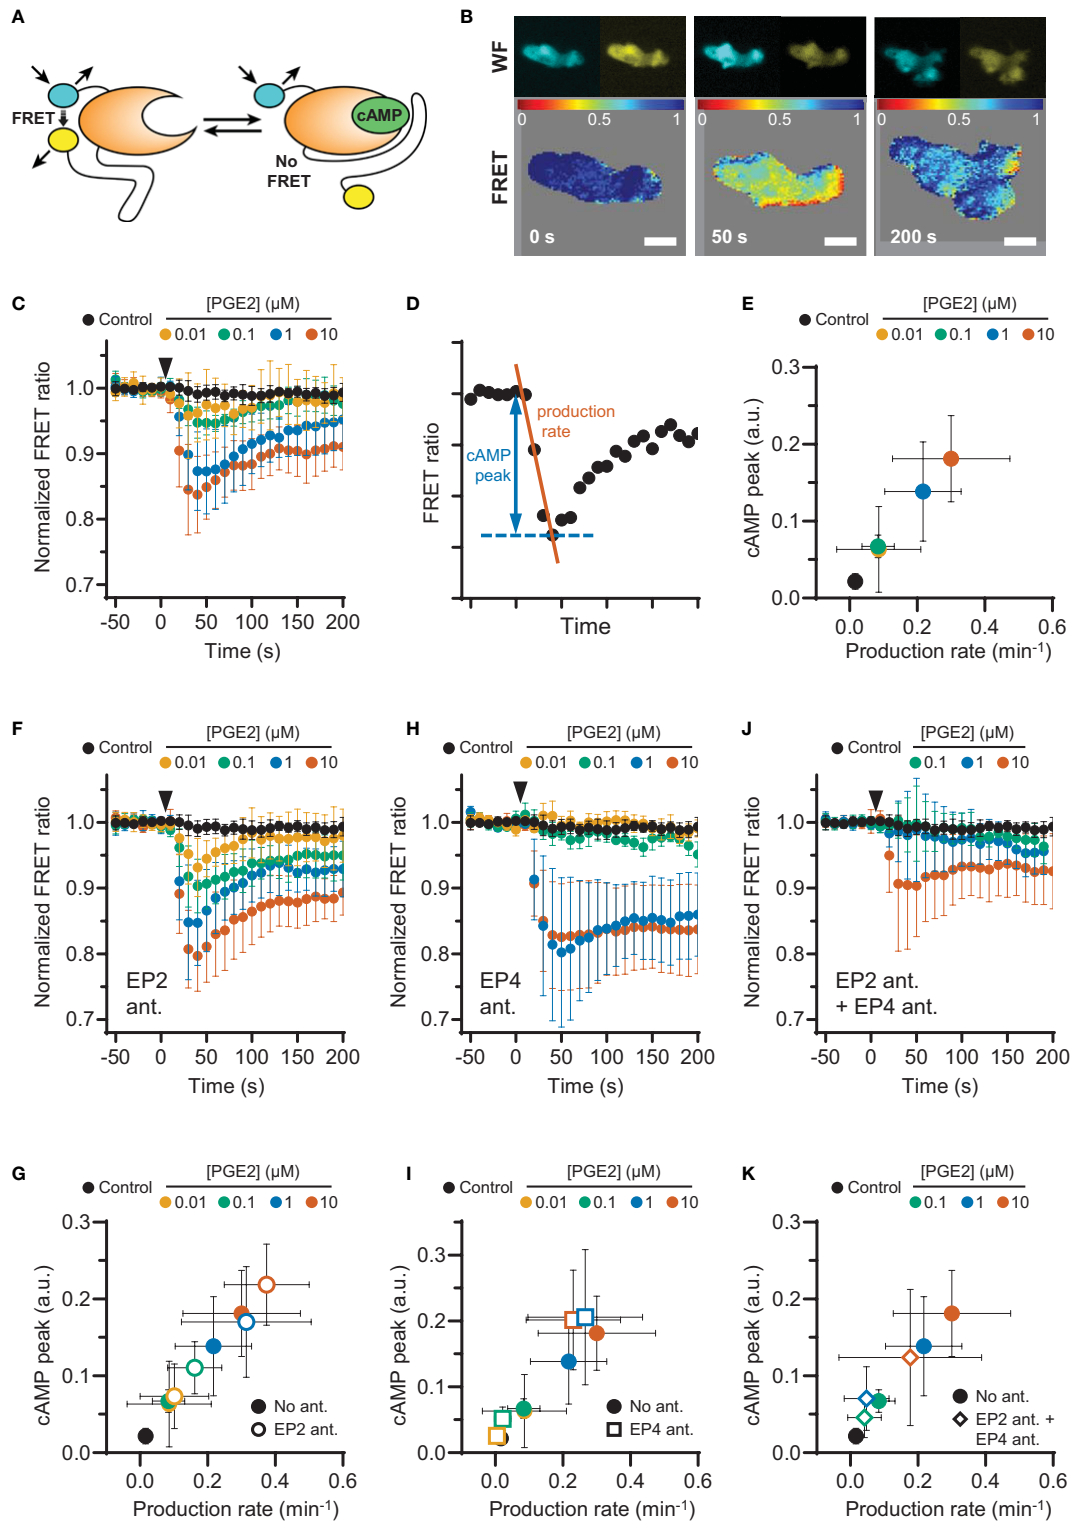 A
FRET
cAMP
No
FRET
B
WF
FRET
0 0.5 1
0 0.5 1
0 0.5 1
0 s
50 s
200 s
C
[PGE2] (µM)
Control
0.01 0.1 1 10
Normalized FRET ratio
1.0
0.9
0.8
0.7
-50 0 50 100 150 200
Time (s)
D
FRET ratio
production
rate
cAMP
peak
Time
E
[PGE2] (µM)
Control
0.01 0.1 1 10
cAMP peak (a.u.)
0.3
0.2
0.1
0.0
0.0 0.2 0.4 0.6
Production rate (min-1)
F
[PGE2] (µM)
Control
0.01 0.1 1 10
Normalized FRET ratio
1.0
0.9
0.8
0.7
EP2
ant.
-50 0 50 100 150 200
Time (s)
H
[PGE2] (µM)
Control
0.01 0.1 1 10
Normalized FRET ratio
1.0
0.9
0.8
0.7
EP4
ant.
-50 0 50 100 150 200
Time (s)
J
[PGE2] (µM)
Control
0.1 1 10
Normalized FRET ratio
1.0
0.9
0.8
0.7
EP2 ant.
+ EP4 ant.
-50 0 50 100 150 200
Time (s)
G
[PGE2] (µM)
Control
0.01 0.1 1 10
cAMP peak (a.u.)
0.3
0.2
0.1
0.0
No ant.
EP2 ant.
0.0 0.2 0.4 0.6
Production rate (min-1)
I
[PGE2] (µM)
Control
0.01 0.1 1 10
cAMP peak (a.u.)
0.3
0.2
0.1
0.0
No ant.
EP4 ant.
0.0 0.2 0.4 0.6
Production rate (min-1)
K
[PGE2] (µM)
Control
0.1 1 10
cAMP peak (a.u.)
0.3
0.2
0.1
0.0
No ant.
EP2 ant. +
EP4 ant.
0.0 0.2 0.4 0.6
Production rate (min-1)